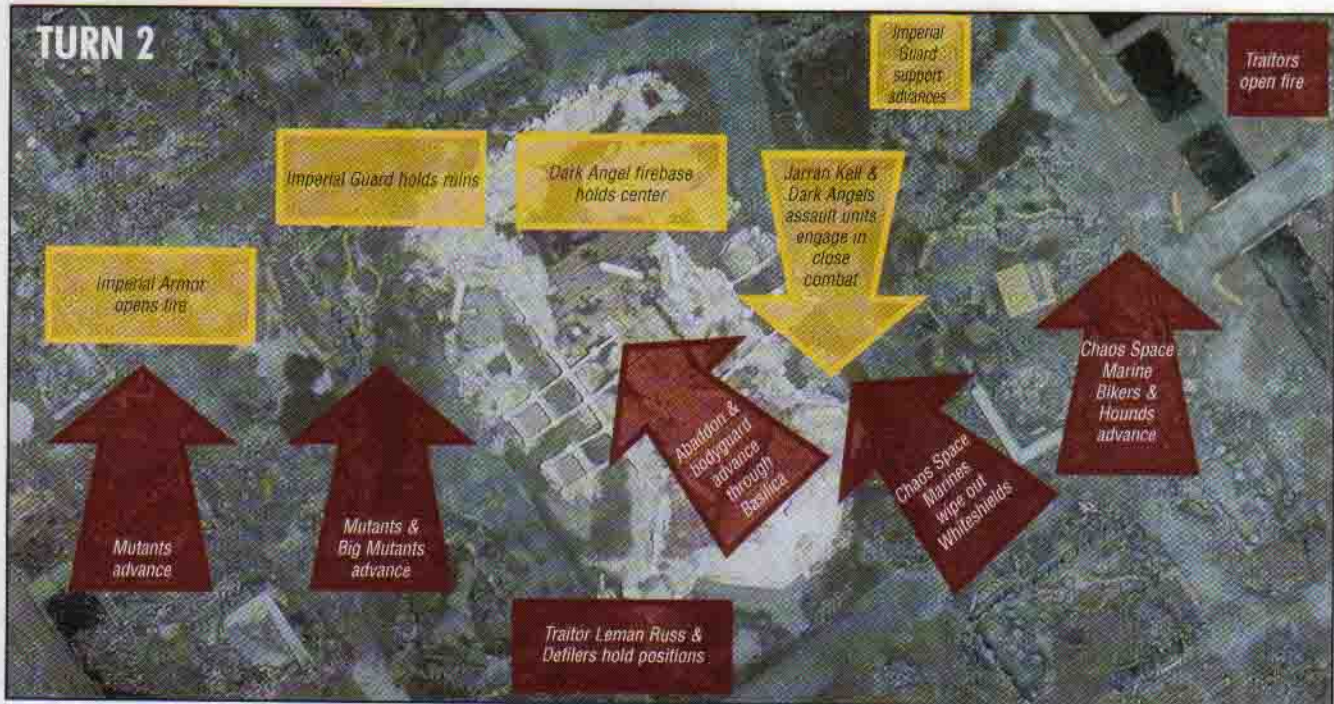 TURN 2
Imperial
Guard
support
advances
Traitors
open fire
Imperial Guard holds ruins
Dark Angel firebase
holds center
Jarran Kell &
Dark Angels
assault units
engage in
close
combat
Imperial Armor
opens fire
Chaos Space
Marine
Bikers &
Hounds
advance
Abaddon &
bodyguard
advance
through
Basilica
Chaos Space
Marines
wipe out
Whiteshields
Mutants
advance
Mutants &
Big Mutants
advance
Traitor Leman Russ &
Defilers hold positions